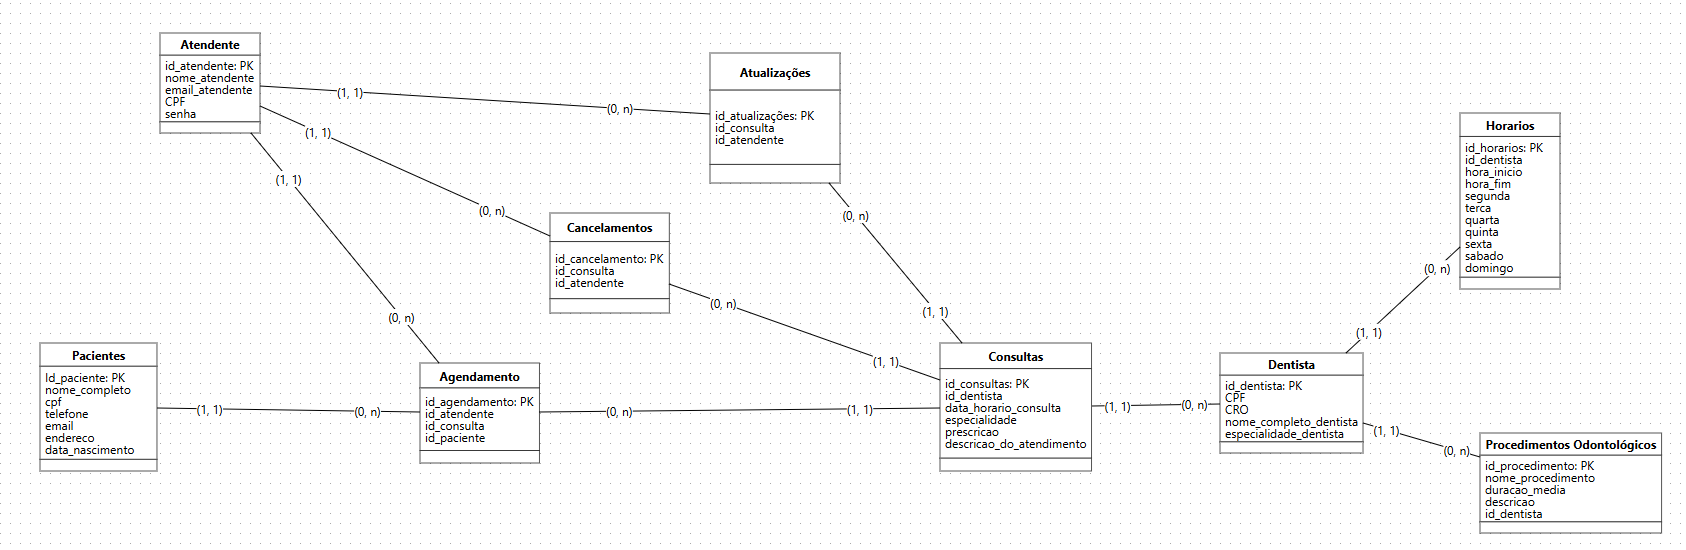 Atendente
id_atendente: PK
nome_atendente
email_atendente
CPF
senha
(1, 1)
(0, n)
(1, 1)
(0, n)
(1, 1)
(0, n)
Atualizações
id_atualizações: PK
id_consulta
id_atendente
(0, n)
(1, 1)
Cancelamentos
id_cancelamento: PK
id_consulta
id_atendente
(0, n)
(1, 1)
Horarios
id_horarios: PK
id_dentista
hora_inicio
hora_fim
segunda
terca
quarta
quinta
sexta
sabado
domingo
(0, n)
(1, 1)
Pacientes
Id_paciente: PK
nome_completo
cpf
telefone
email
endereco
data_nascimento
(1, 1)
(0, n)
Agendamento
id_agendamento: PK
id_atendente
id_consulta
id_paciente
(0, n)
(1, 1)
Consultas
id_consultas: PK
id_dentista
data_horario_consulta
especialidade
prescricao
descricao_do_atendimento
(1, 1)
(0, n)
Dentista
id_dentista: PK
CPF
CRO
nome_completo_dentista
especialidade_dentista
(1, 1)
(0, n)
Procedimentos Odontológicos
id_procedimento: PK
nome_procedimento
duracao_media
descricao
id_dentista